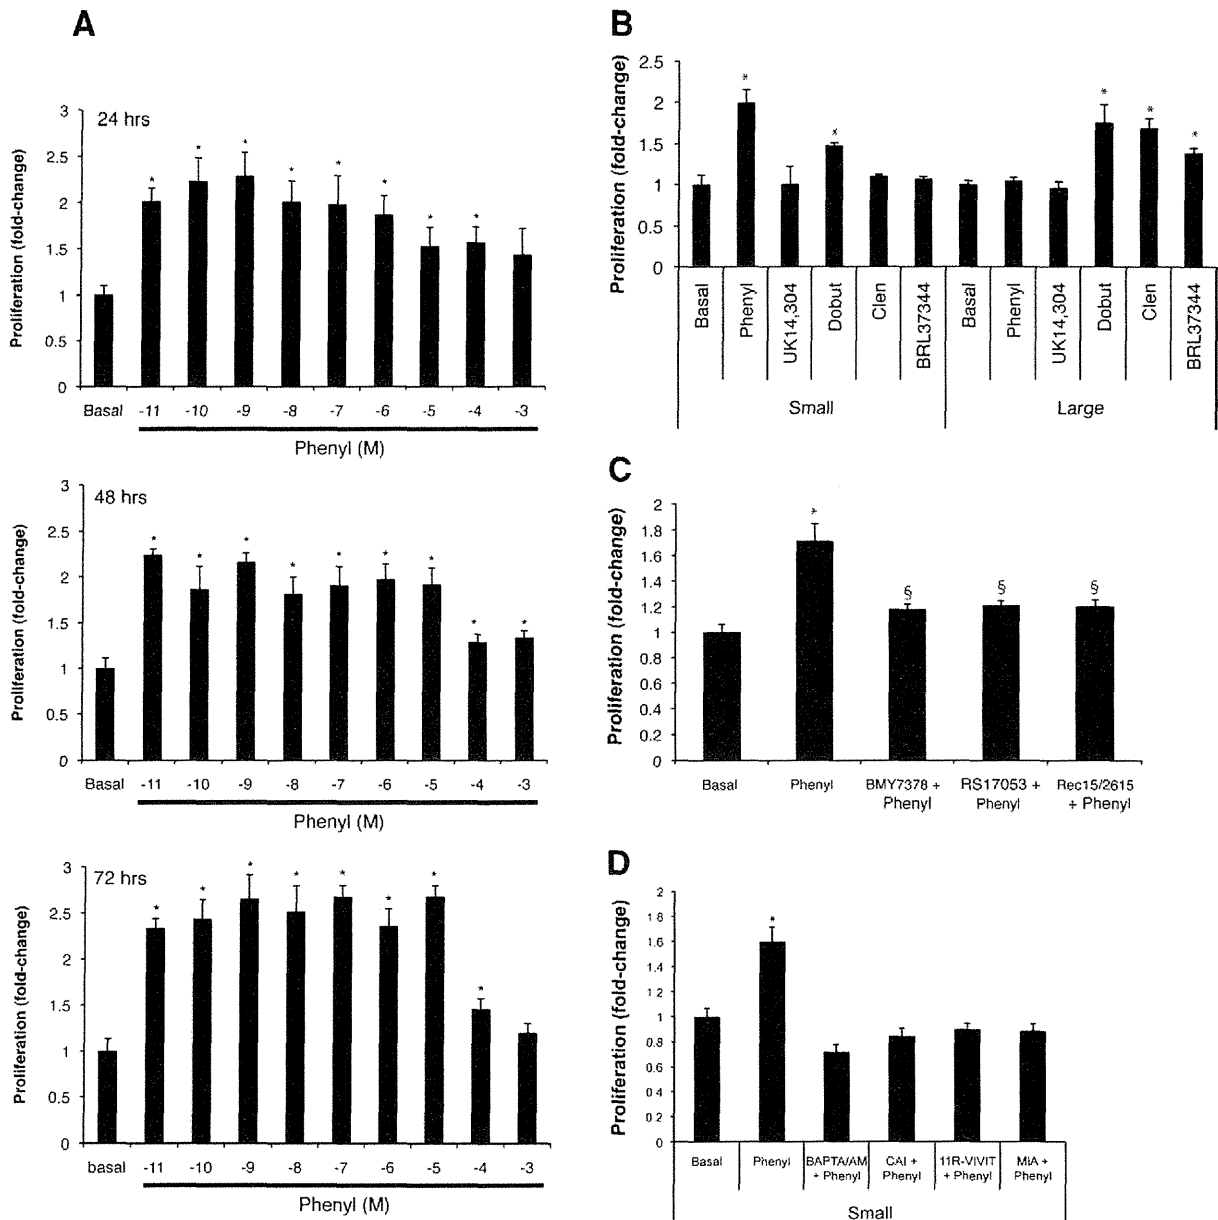 A
24 hrs
Proliferation (fold-change)
3
2.5
2
1.5
1
0.5
0
* * * * * * * *
Basal -11 -10 -9 -8 -7 -6 -5 -4 -3
Phenyl (M)
48 hrs
Proliferation (fold-change)
3
2.5
2
1.5
1
0.5
0
* * * * * * * * *
Basal -11 -10 -9 -8 -7 -6 -5 -4 -3
Phenyl (M)
72 hrs
Proliferation (fold-change)
3
2.5
2
1.5
1
0.5
0
* * * * * * * *
basal -11 -10 -9 -8 -7 -6 -5 -4 -3
Phenyl (M)
B
Proliferation (fold-change)
2.5
2
1.5
1
0.5
0
* * * * *
Basal Phenyl UK14,304 Dobut Clen BRL37344 Basal Phenyl UK14,304 Dobut Clen BRL37344
Small Large
C
Proliferation (fold-change)
2
1.8
1.6
1.4
1.2
1
0.8
0.6
0.4
0.2
0
* § § §
Basal Phenyl BMY7378 + RS17053 + Rec15/2615
Phenyl Phenyl + Phenyl
D
Proliferation (fold-change)
2
1.8
1.6
1.4
1.2
1
0.8
0.6
0.4
0 2
0
*
Basal Phenyl BAPTA/AM CAI + 11R-VIVIT MiA +
+ Phenyl Phenyl + Phenyl Phenyl
Small